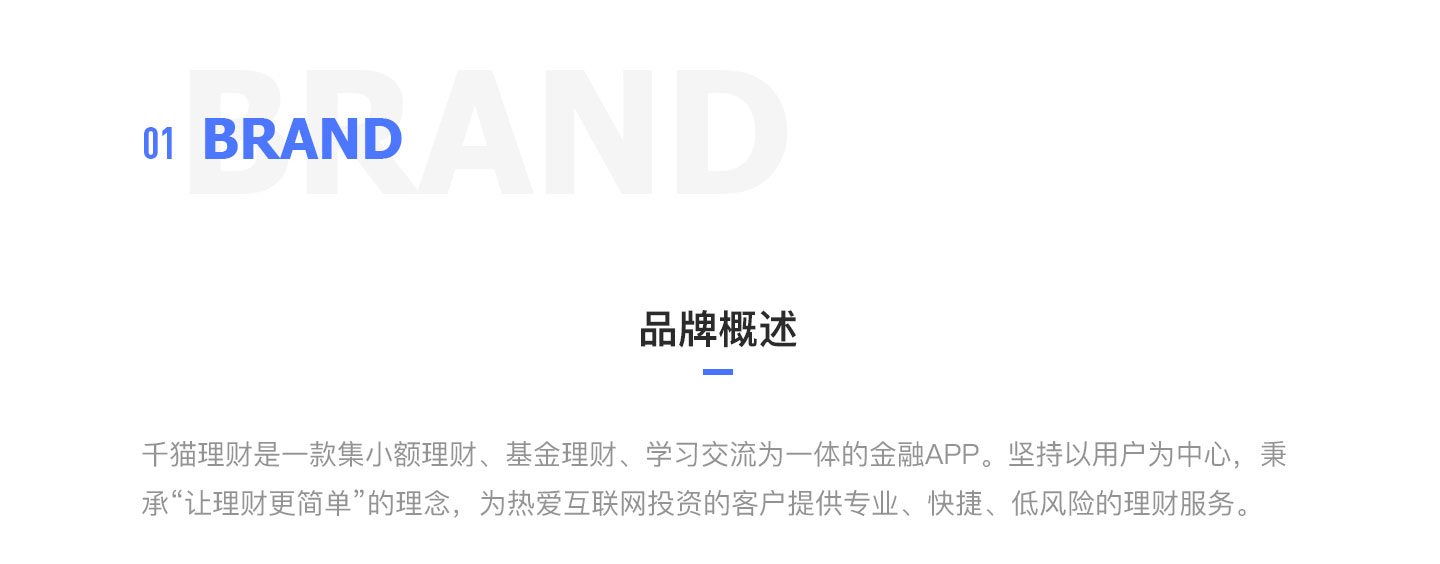 BRAND
01 BRAND
品牌概述
千猫理财是一款集小额理财、基金理财、学习交流为一体的金融APP。坚持以用户为中心，秉
承“让理财更简单”的理念，为热爱互联网投资的客户提供专业、快捷、低风险的理财服务。